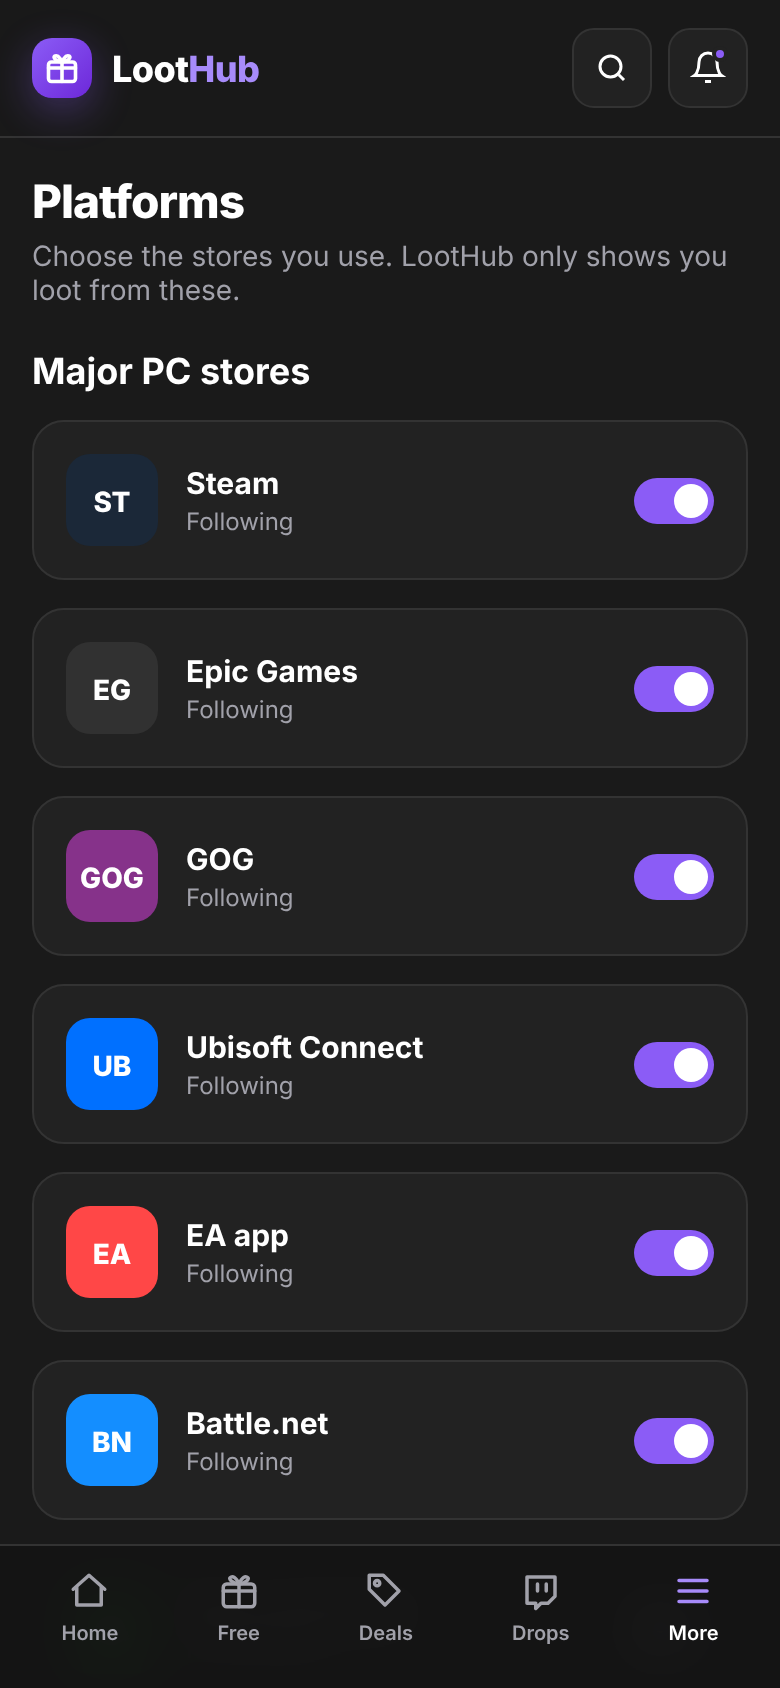 LootHub
Platforms
Choose the stores you use. LootHub only shows you
loot from these.
Major PC stores
ST
Steam
Following
EG
Epic Games
Following
GOG
GOG
Following
UB
Ubisoft Connect
Following
EA
EA app
Following
BN
Battle.net
Following
Home
Free
Deals
Drops
More